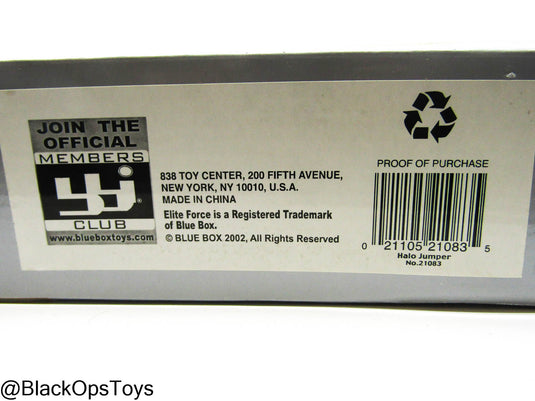 JOIN THE
OFFICIAL
MEMBERS
CLUB
www.blueboxtoys.com
838 TOY CENTER, 200 FIFTH AVENUE,
NEW YORK, NY 10010, U.S.A.
MADE IN CHINA
Elite Force is a Registered Trademark
of Blue Box.
© BLUE BOX 2002, All Rights Reserved
PROOF OF PURCHASE
0 21105 21083 5
Halo Jumper
No.21083
@BlackOpsToys